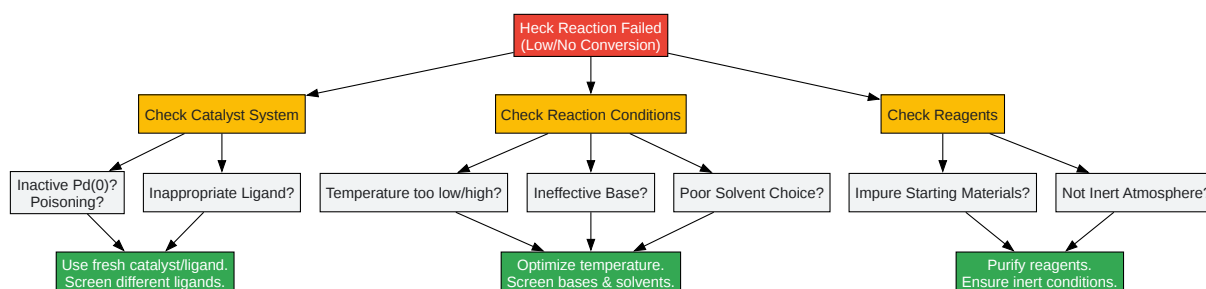 Heck Reaction Failed
(Low/No Conversion)
Check Catalyst System
Check Reaction Conditions
Check Reagents
Inactive Pd(0)?
Poisoning?
Inappropriate Ligand?
Temperature too low/high?
Ineffective Base?
Poor Solvent Choice?
Impure Starting Materials?
Not Inert Atmosphere?
Use fresh catalyst/ligand.
Screen different ligands.
Optimize temperature.
Screen bases & solvents.
Purify reagents.
Ensure inert conditions.